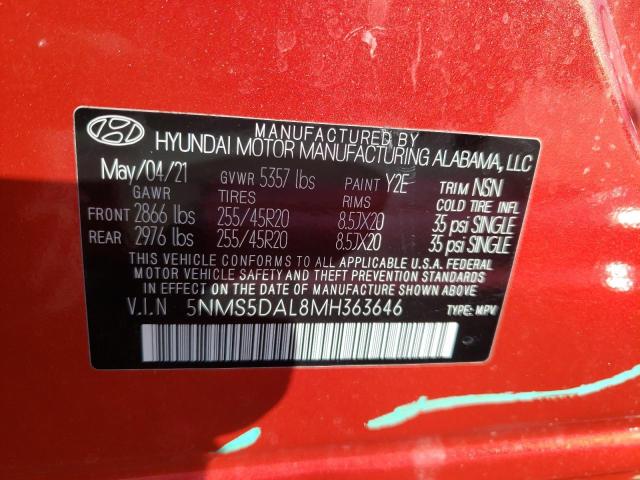 MANUFACTURED BY
HYUNDAI MOTOR MANUFACTURING ALABAMA, LLC
May/04/21 GVWR 5357 lbs PAINT Y2E TRIM NSN
GAWR TIRES RIMS COLD TIRE INFL
FRONT 2866 lbs 255/45R20 8.5JX20 35 psi SINGLE
REAR 2976 lbs 255/45R20 8.5JX20 35 psi SINGLE
THIS VEHICLE CONFORMS TO ALL APPLICABLE FEDERAL
MOTOR VEHICLE SAFETY AND THEFT PREVENTION STANDARDS
IN EFFECT ON THE DATE OF MANUFACTURE SHOWN ABOVE.
V.I.N 5NMS5DAL8MH363646 TYPE: MPV